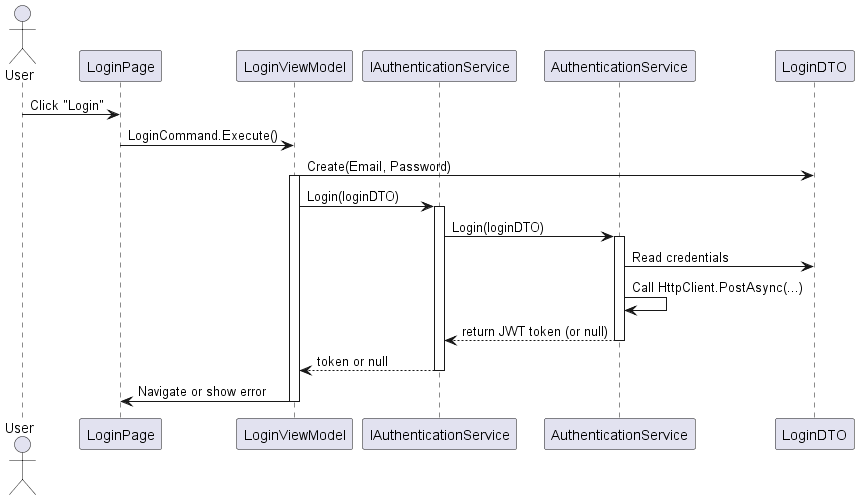 User
LoginPage
LoginViewModel
IAuthenticationService
AuthenticationService
LoginDTO
Click "Login"
LoginCommand.Execute()
Create(Email, Password)
Login(loginDTO)
Login(loginDTO)
Read credentials
Call HttpClient.PostAsync(...)
return JWT token (or null)
token or null
Navigate or show error
User
LoginPage
LoginViewModel
IAuthenticationService
AuthenticationService
LoginDTO